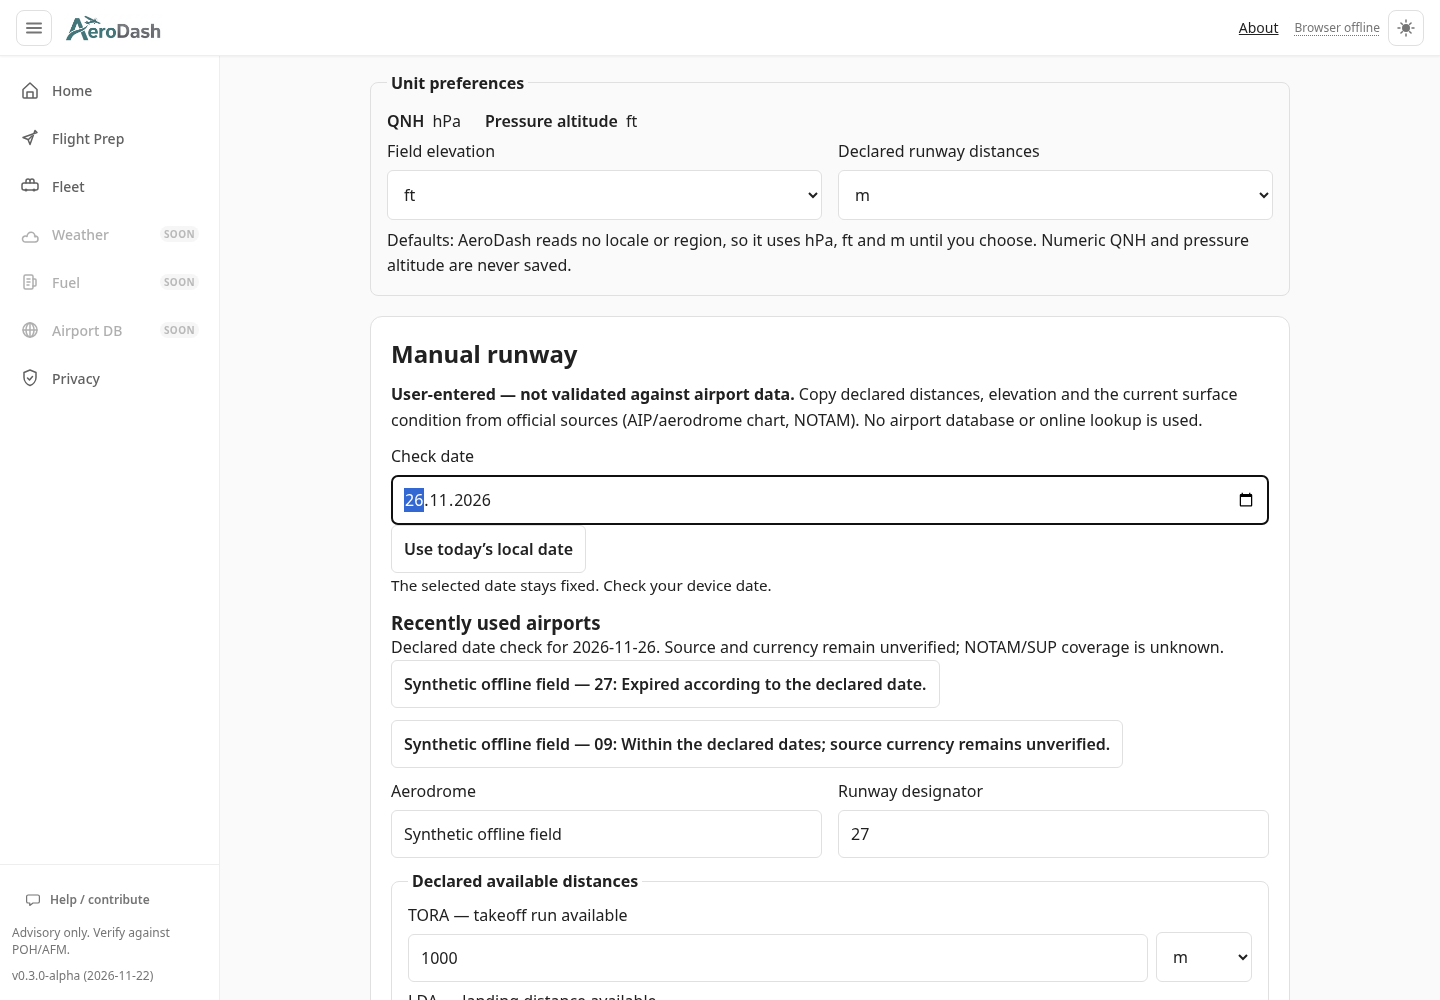 AeroDash
About
Browser offline
Home
Flight Prep
Fleet
Weather SOON
Fuel SOON
Airport DB SOON
Privacy
Help / contribute
Advisory only. Verify against
POH/AFM.
v0.3.0-alpha (2026-11-22)
Unit preferences
QNH hPa Pressure altitude ft
Field elevation
Declared runway distances
ft
m
Defaults: AeroDash reads no locale or region, so it uses hPa, ft and m until you choose. Numeric QNH and pressure
altitude are never saved.
Manual runway
User-entered — not validated against airport data. Copy declared distances, elevation and the current surface
condition from official sources (AIP/aerodrome chart, NOTAM). No airport database or online lookup is used.
Check date
26.11.2026
Use today’s local date
The selected date stays fixed. Check your device date.
Recently used airports
Declared date check for 2026-11-26. Source and currency remain unverified; NOTAM/SUP coverage is unknown.
Synthetic offline field — 27: Expired according to the declared date.
Synthetic offline field — 09: Within the declared dates; source currency remains unverified.
Aerodrome
Runway designator
Synthetic offline field
27
Declared available distances
TORA — takeoff run available
1000
m
LDA — landing distance available